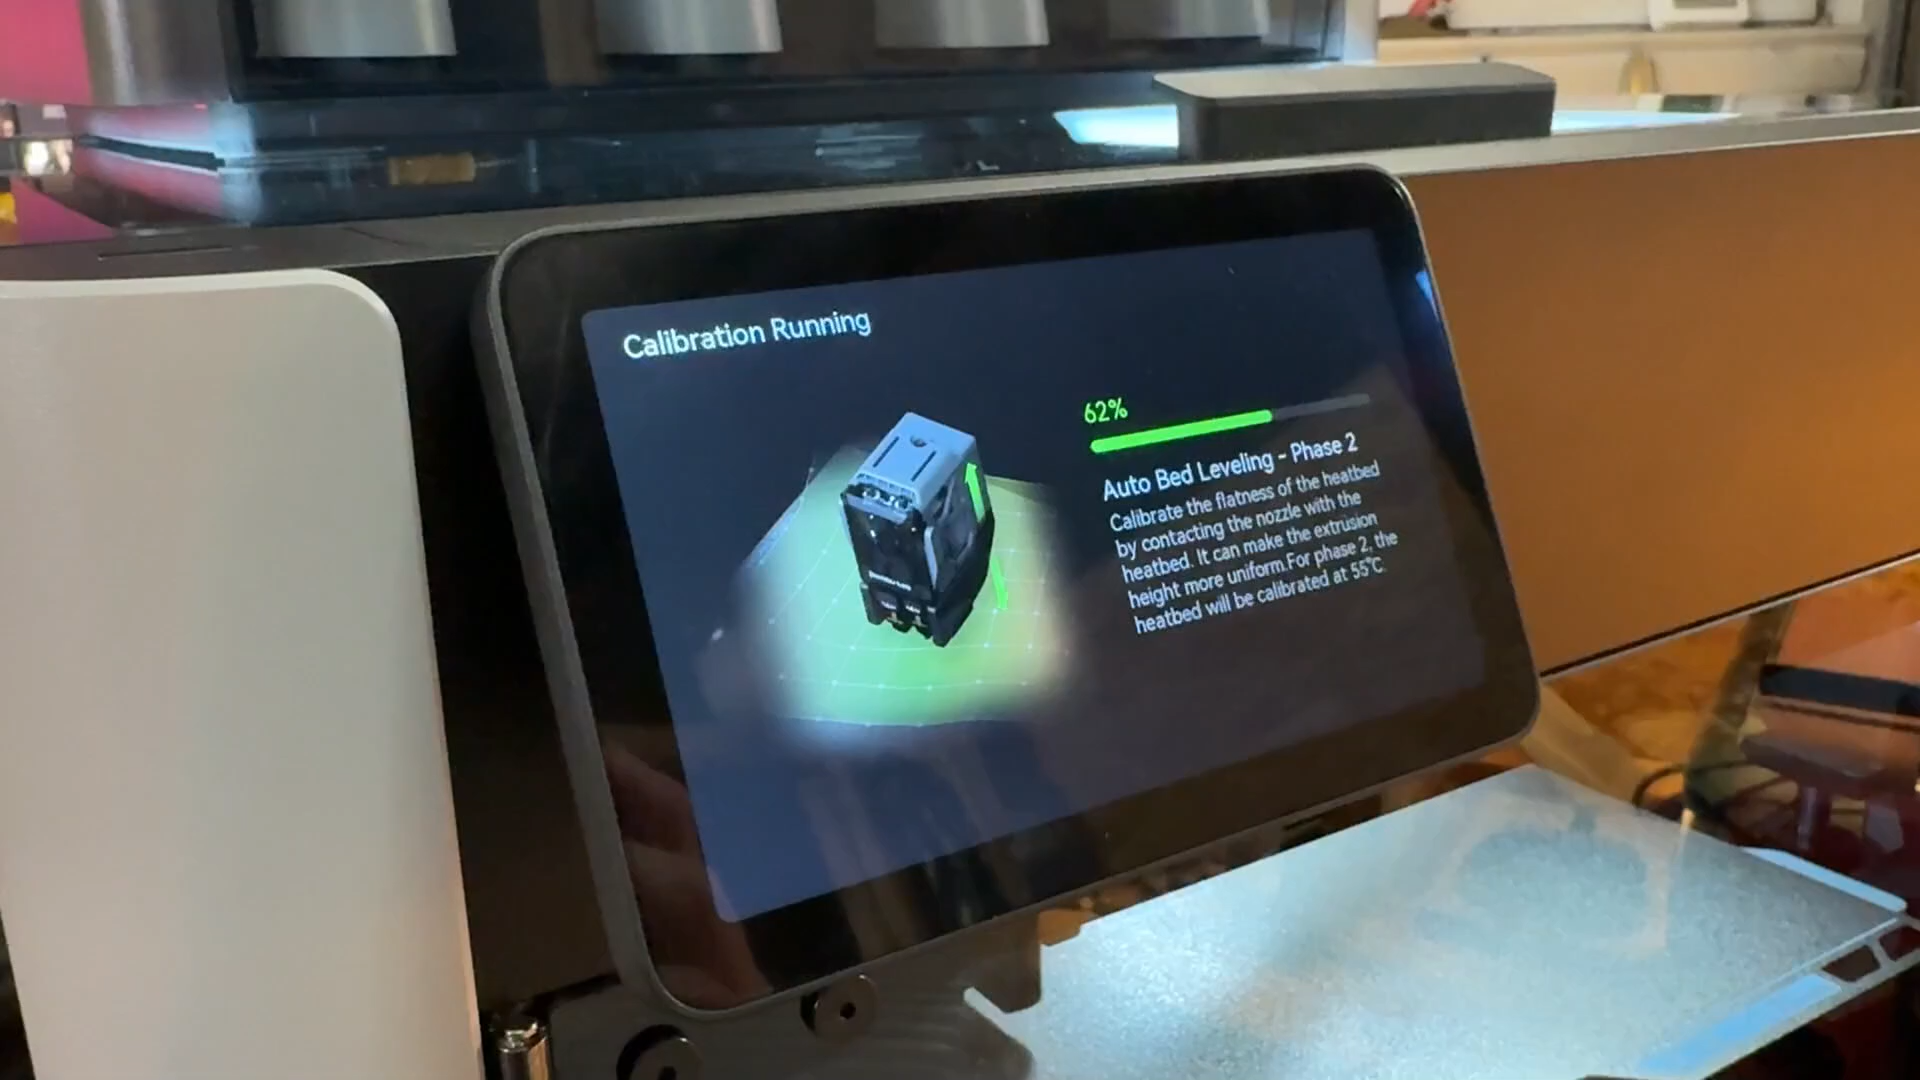 Calibration Running
62%
Auto Bed Leveling - Phase 2
Calibrate the flatness of the heatbed
by contacting the nozzle with the
heatbed. It can make the extrusion
height more uniform.For phase 2, the
heatbed will be calibrated at 55°C.